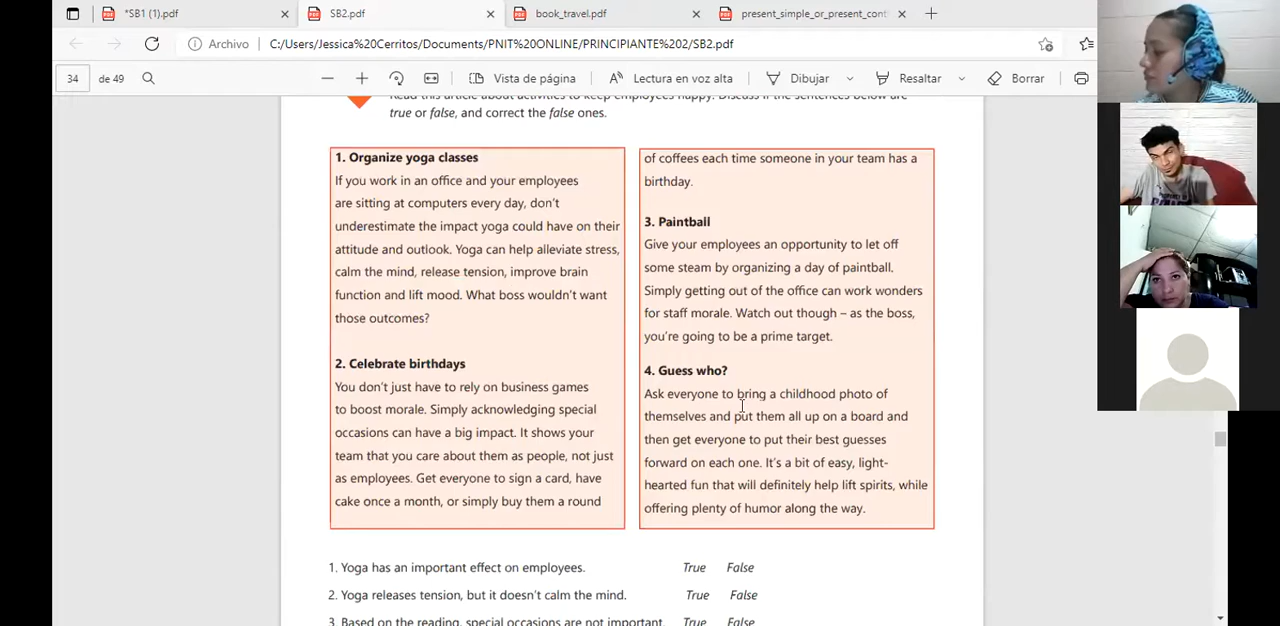 *SB1 (1).pdf
SB2.pdf
book_travel.pdf
present_simple_or_present_cont
Archivo
C:/Users/Jessica%20Cerritos/Documents/PNIT%20ONLINE/PRINCIPIANTE%202/SB2.pdf
34
de 49
Vista de página
Lectura en voz alta
Dibujar
Resaltar
Borrar
Read this article about activities to keep employees happy. Discuss if the sentences below are
true or false, and correct the false ones.
1. Organize yoga classes
If you work in an office and your employees
are sitting at computers every day, don't
underestimate the impact yoga could have on their
attitude and outlook. Yoga can help alleviate stress,
calm the mind, release tension, improve brain
function and lift mood. What boss wouldn't want
those outcomes?
2. Celebrate birthdays
You don't just have to rely on business games
to boost morale. Simply acknowledging special
occasions can have a big impact. It shows your
team that you care about them as people, not just
as employees. Get everyone to sign a card, have
cake once a month, or simply buy them a round
of coffees each time someone in your team has a
birthday.
3. Paintball
Give your employees an opportunity to let off
some steam by organizing a day of paintball.
Simply getting out of the office can work wonders
for staff morale. Watch out though – as the boss,
you're going to be a prime target.
4. Guess who?
Ask everyone to bring a childhood photo of
themselves and put them all up on a board and
then get everyone to put their best guesses
forward on each one. It's a bit of easy, light-
hearted fun that will definitely help lift spirits, while
offering plenty of humor along the way.
1. Yoga has an important effect on employees. True False
2. Yoga releases tension, but it doesn't calm the mind. True False
3. Based on the reading, special occasions are not important. True False